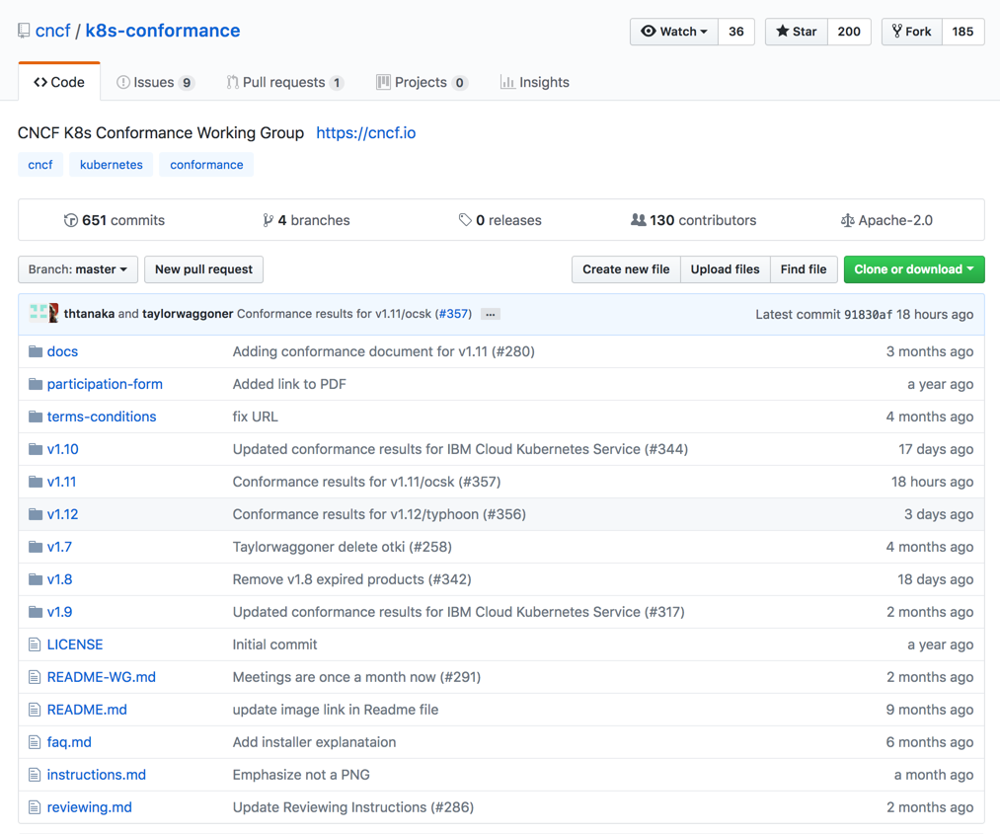 cncf / k8s-conformance Watch 36 Star 200 Fork 185
Code Issues 9 Pull requests 1 Projects 0 Insights
CNCF K8s Conformance Working Group https://cncf.io
cncf kubernetes conformance
651 commits 4 branches 0 releases 130 contributors Apache-2.0
Branch: master New pull request Create new file Upload files Find file Clone or download
thtanaka and taylorwaggoner Conformance results for v1.11/ocsk (#357) ... Latest commit 91830af 18 hours ago
docs Adding conformance document for v1.11 (#280) 3 months ago
participation-form Added link to PDF a year ago
terms-conditions fix URL 4 months ago
v1.10 Updated conformance results for IBM Cloud Kubernetes Service (#344) 17 days ago
v1.11 Conformance results for v1.11/ocsk (#357) 18 hours ago
v1.12 Conformance results for v1.12/typhoon (#356) 3 days ago
v1.7 Taylorwaggoner delete otki (#258) 4 months ago
v1.8 Remove v1.8 expired products (#342) 18 days ago
v1.9 Updated conformance results for IBM Cloud Kubernetes Service (#317) 2 months ago
LICENSE Initial commit a year ago
README-WG.md Meetings are once a month now (#291) 2 months ago
README.md update image link in Readme file 9 months ago
faq.md Add installer explanataion 6 months ago
instructions.md Emphasize not a PNG a month ago
reviewing.md Update Reviewing Instructions (#286) 2 months ago